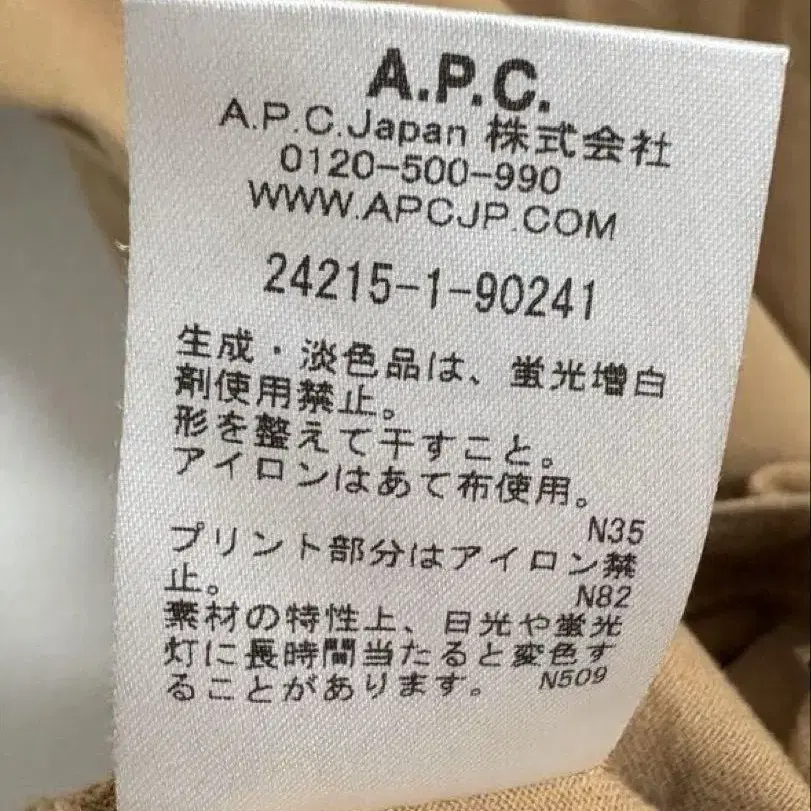 A.P.C.
A.P.C.Japan 株式会社
0120-500-990
WWW.APCJP.COM
24215-1-90241
生成・淡色品は、蛍光増白
剤使用禁止。
形を整えて干すこと。
アイロンはあて布使用。
N35
プリント部分はアイロン禁
止。
N82
素材の特性上、日光や蛍光
灯に長時間当たると変色す
ることがあります。 N509